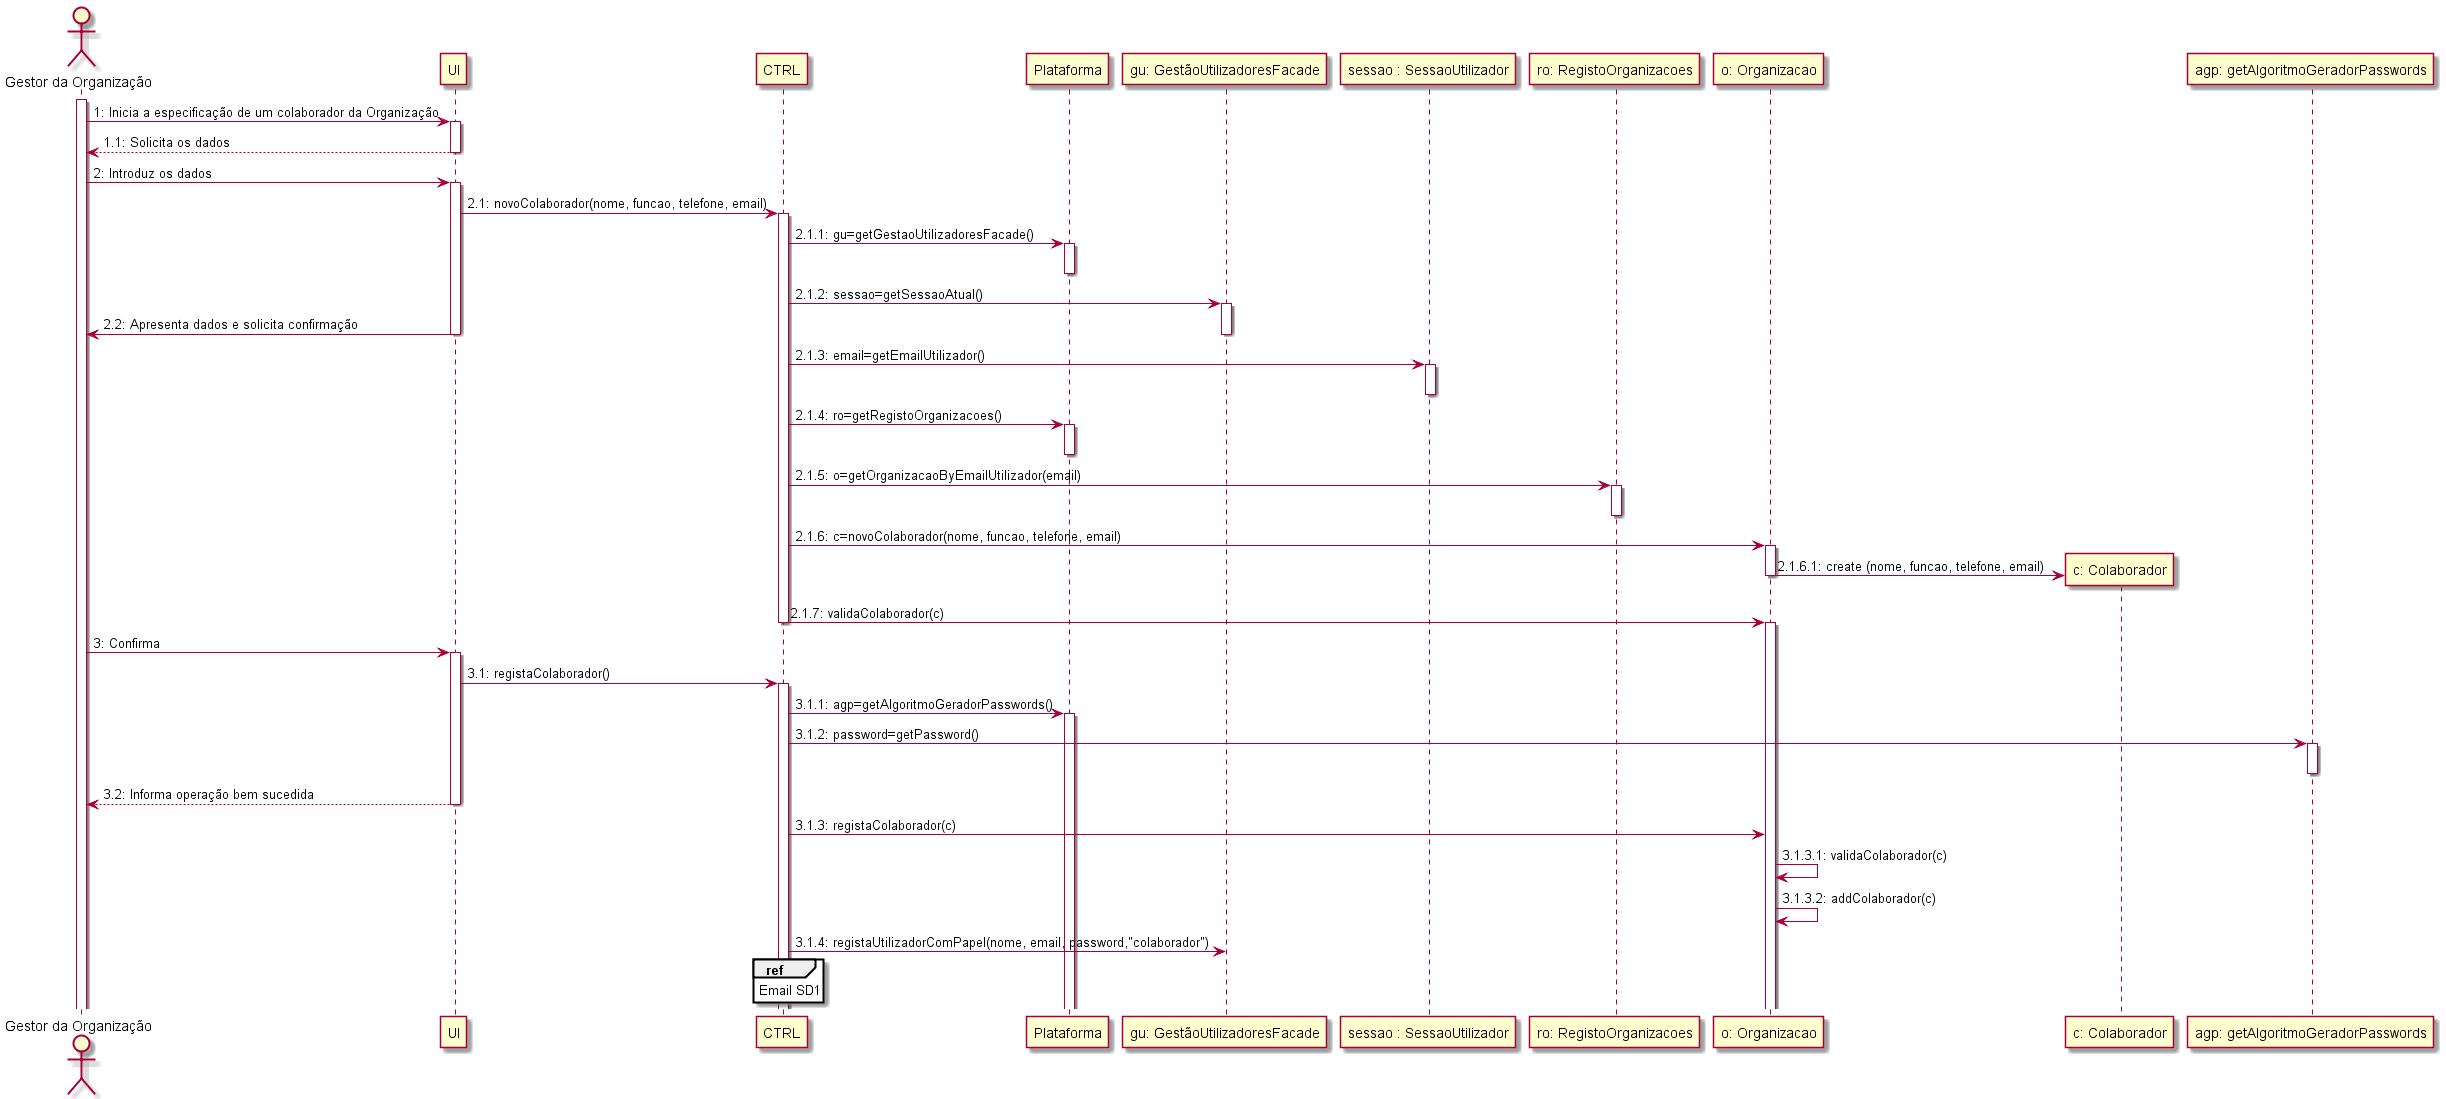 Gestor da Organização
UI
CTRL
Plataforma
gu: GestãoUtilizadoresFacade
sessao : SessaoUtilizador
ro: RegistoOrganizacoes
o: Organizacao
agp: getAlgoritmoGeradorPasswords
1: Inicia a especificação de um colaborador da Organização
1.1: Solicita os dados
2: Introduz os dados
2.1: novoColaborador(nome, funcao, telefone, email)
2.1.1: gu=getGestaoUtilizadoresFacade()
2.1.2: sessao=getSessaoAtual()
2.2: Apresenta dados e solicita confirmação
2.1.3: email=getEmailUtilizador()
2.1.4: ro=getRegistoOrganizacoes()
2.1.5: o=getOrganizacaoByEmailUtilizador(email)
2.1.6: c=novoColaborador(nome, funcao, telefone, email)
2.1.6.1: create (nome, funcao, telefone, email)
c: Colaborador
2.1.7: validaColaborador(c)
3: Confirma
3.1: registaColaborador()
3.1.1: agp=getAlgoritmoGeradorPasswords()
3.1.2: password=getPassword()
3.2: Informa operação bem sucedida
3.1.3: registaColaborador(c)
3.1.3.1: validaColaborador(c)
3.1.3.2: addColaborador(c)
3.1.4: registaUtilizadorComPapel(nome, email, password,"colaborador")
ref
Email SD1
Gestor da Organização
UI
CTRL
Plataforma
gu: GestãoUtilizadoresFacade
sessao : SessaoUtilizador
ro: RegistoOrganizacoes
o: Organizacao
c: Colaborador
agp: getAlgoritmoGeradorPasswords